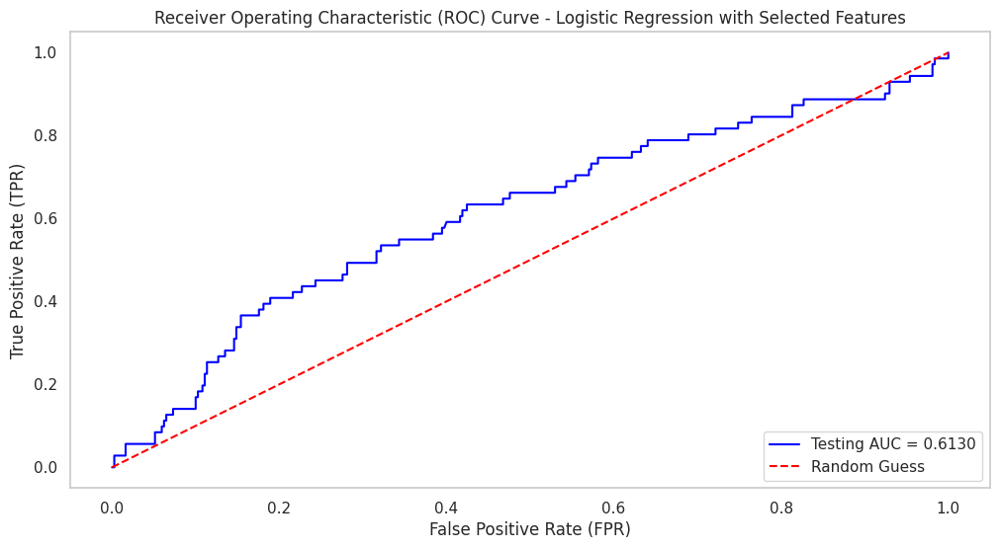 Receiver Operating Characteristic (ROC) Curve - Logistic Regression with Selected Features
True Positive Rate (TPR)
1.0
0.8
0.6
0.4
0.2
0.0
Testing AUC = 0.6130
Random Guess
0.0 0.2 0.4 0.6 0.8 1.0
False Positive Rate (FPR)